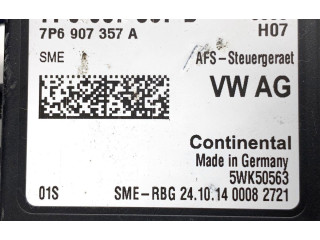 7P6 907 357 A
H07
SME
AFS-Steuergeraet
VW AG
Continental
Made in Germany
5WK50563
01S
SME-RBG 24.10.14 0008 2721